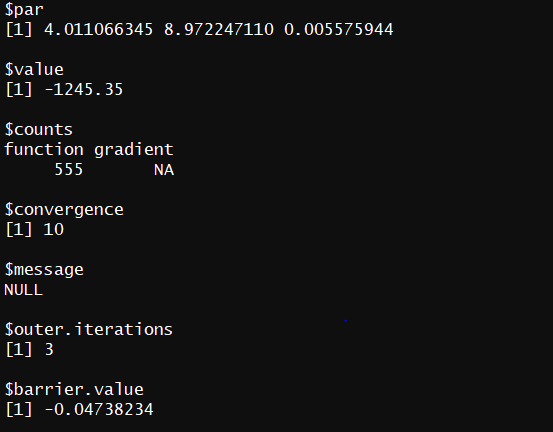 $par
[1] 4.011066345 8.972247110 0.005575944
$value
[1] -1245.35
$counts
function gradient
555 NA
$convergence
[1] 10
$message
NULL
$outer.iterations
[1] 3
$barrier.value
[1] -0.04738234